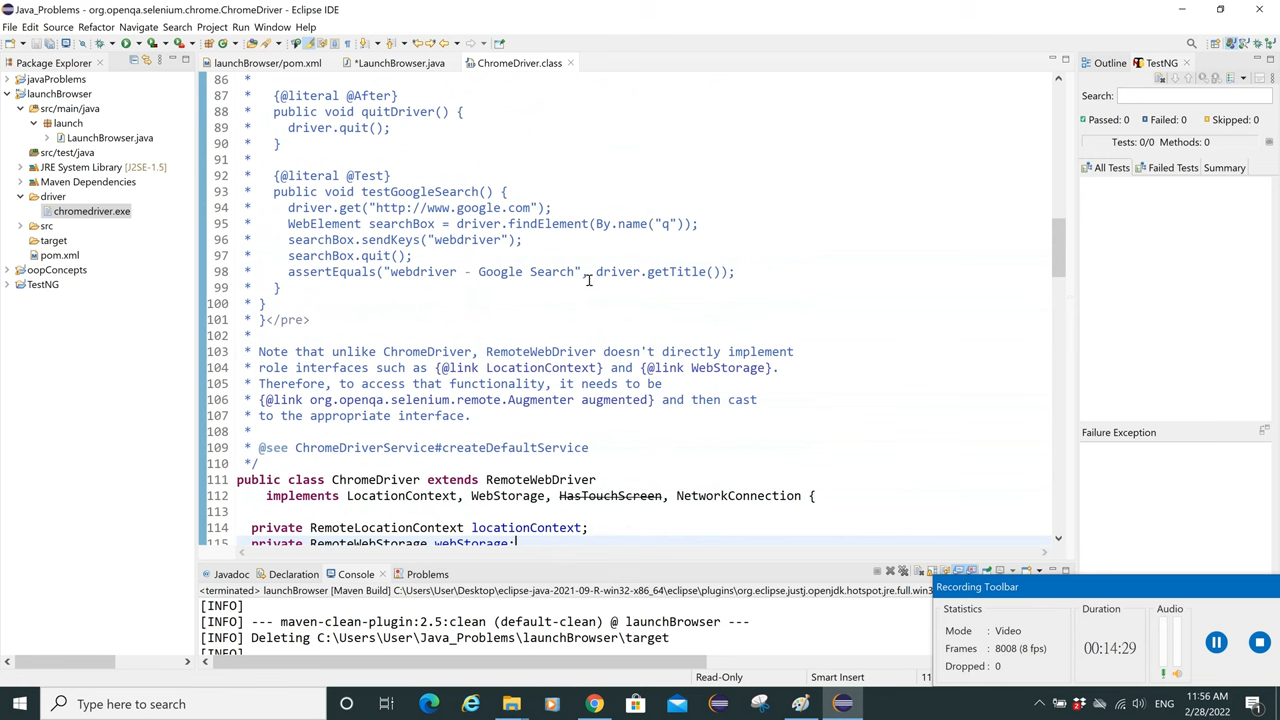 Java_Problems - org.openqa.selenium.chrome.ChromeDriver - Eclipse IDE
File Edit Source Refactor Navigate Search Project Run Window Help
Package Explorer
javaProblems
launchBrowser
src/main/java
launch
LaunchBrowser.java
src/test/java
JRE System Library [J2SE-1.5]
Maven Dependencies
driver
chromedriver.exe
src
target
pom.xml
oopConcepts
TestNG
launchBrowser/pom.xml *LaunchBrowser.java ChromeDriver.class
86 *
87 * {@literal @After}
88 * public void quitDriver() {
89 * driver.quit();
90 * }
91 *
92 * {@literal @Test}
93 * public void testGoogleSearch() {
94 * driver.get("http://www.google.com");
95 * WebElement searchBox = driver.findElement(By.name("q"));
96 * searchBox.sendKeys("webdriver");
97 * searchBox.quit();
98 * assertEquals("webdriver - Google Search", driver.getTitle());
99 * }
100 * }
101 * }</pre>
102 *
103 * Note that unlike ChromeDriver, RemoteWebDriver doesn't directly implement
104 * role interfaces such as {@link LocationContext} and {@link WebStorage}.
105 * Therefore, to access that functionality, it needs to be
106 * {@link org.openqa.selenium.remote.Augmenter augmented} and then cast
107 * to the appropriate interface.
108 *
109 * @see ChromeDriverService#createDefaultService
110 */
111 public class ChromeDriver extends RemoteWebDriver
112 implements LocationContext, WebStorage, HasTouchScreen, NetworkConnection {
113
114 private RemoteLocationContext locationContext;
115 private RemoteWebStorage webStorage;
Outline TestNG
Search:
Passed: 0 Failed: 0 Skipped: 0
Tests: 0/0 Methods: 0
All Tests Failed Tests Summary
Failure Exception
Javadoc Declaration Console Problems
<terminated> launchBrowser [Maven Build] C:\Users\User\Desktop\eclipse-java-2021-09-R-win32-x86_64\eclipse\plugins\org.eclipse.justj.openjdk.hotspot.jre.full.win3
[INFO]
[INFO] --- maven-clean-plugin:2.5:clean (default-clean) @ launchBrowser ---
[INFO] Deleting C:\Users\User\Java_Problems\launchBrowser\target
[INFO]
Read-Only Smart Insert 11
Recording Toolbar
Statistics Duration Audio
Mode : Video
Frames : 8008 (8 fps)
Dropped : 0
00:14:29
Type here to search
ENG
11:56 AM
2/28/2022